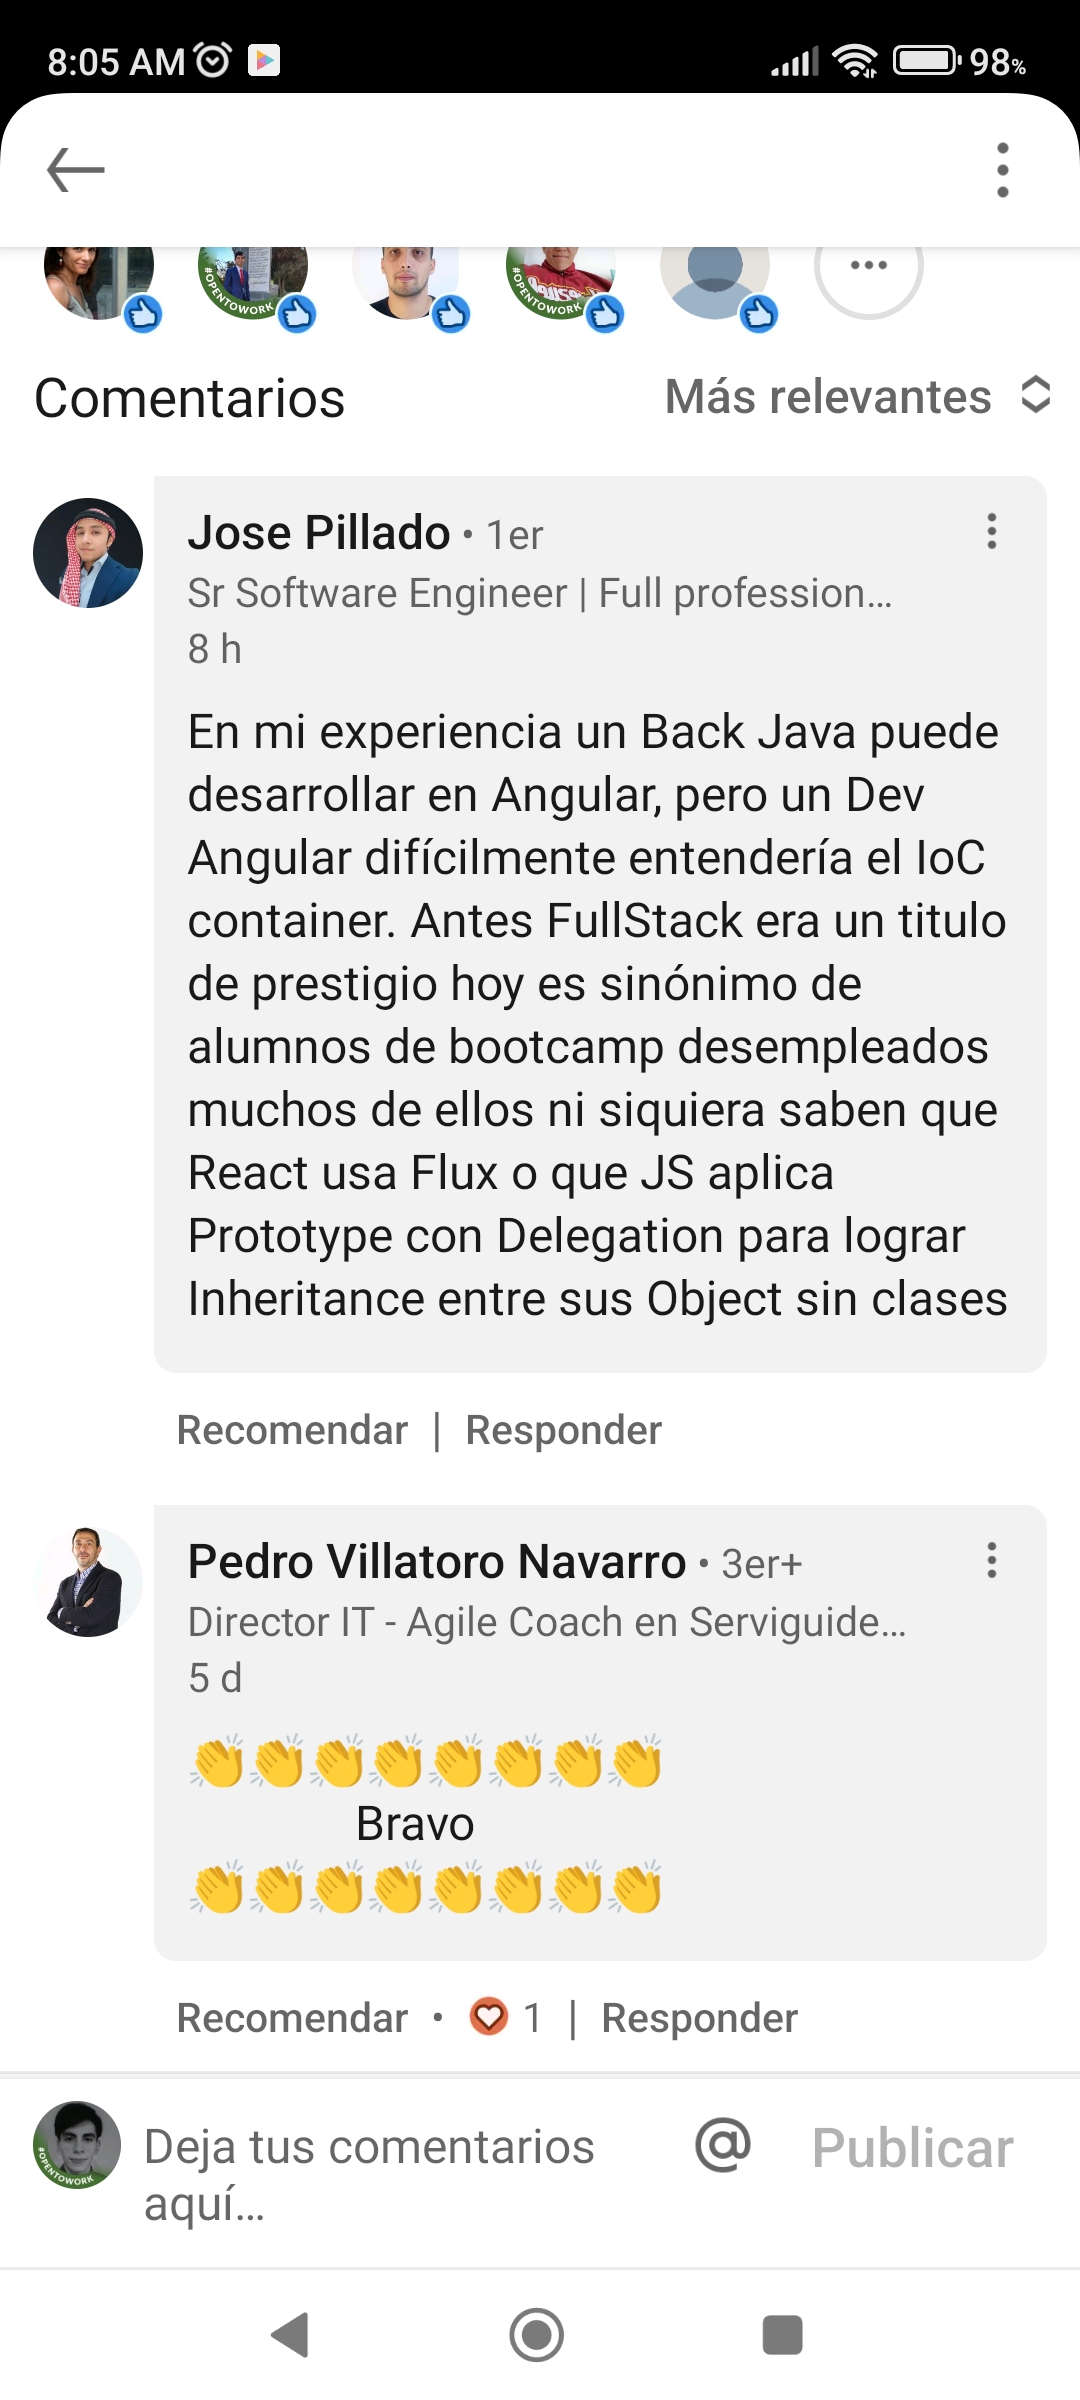 8:05 AM
98%
#OPENTOWORK
#OPENTOWORK
Comentarios
Más relevantes
Jose Pillado • 1er
Sr Software Engineer | Full profession...
8 h
En mi experiencia un Back Java puede
desarrollar en Angular, pero un Dev
Angular difícilmente entendería el IoC
container. Antes FullStack era un titulo
de prestigio hoy es sinónimo de
alumnos de bootcamp desempleados
muchos de ellos ni siquiera saben que
React usa Flux o que JS aplica
Prototype con Delegation para lograr
Inheritance entre sus Object sin clases
Recomendar | Responder
Pedro Villatoro Navarro • 3er+
Director IT - Agile Coach en Serviguide...
5 d
👏👏👏👏👏👏👏👏
Bravo
👏👏👏👏👏👏👏👏
Recomendar • 1 | Responder
#OPENTOWORK
Deja tus comentarios
aquí...
@
Publicar